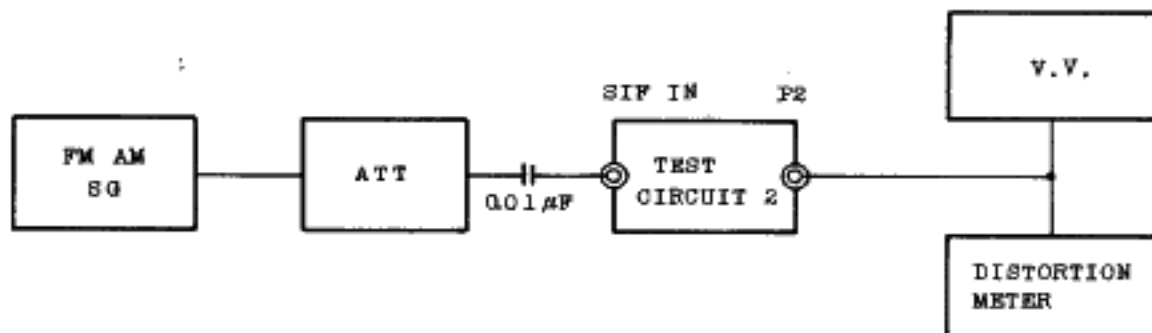 V.V.
SIF IN
P2
FM AM
SG
ATT
0.01μF
TEST
CIRCUIT 2
DISTORTION
METER